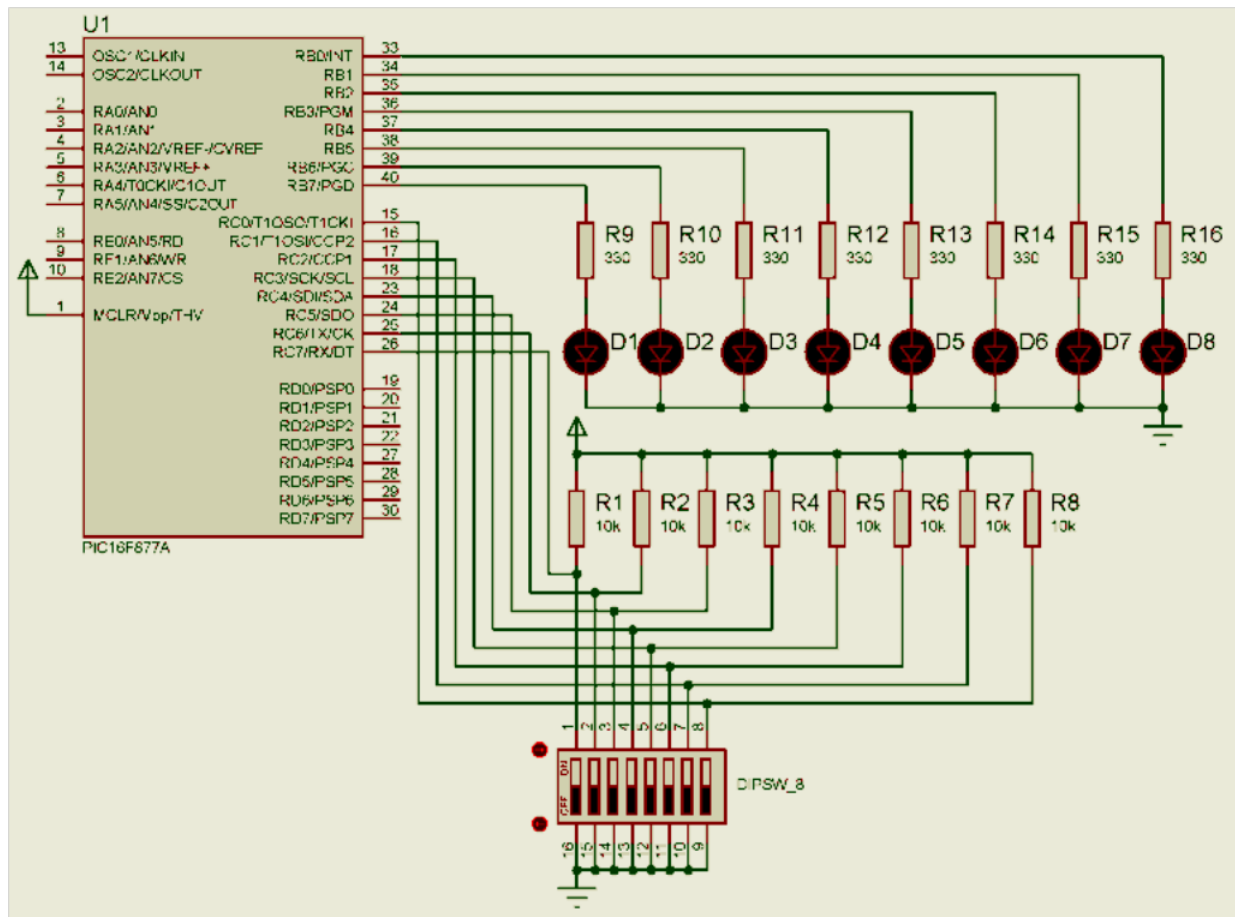 U1
13 OSC1/CLKIN
14 OSC2/CLKOUT
2 RA0/AN0
3 RA1/AN1
4 RA2/AN2/VREF-/CVREF
5 RA3/AN3/VREF+
6 RA4/T0CKI/C1OUT
7 RA5/AN4/SS/C2OUT
8 RE0/AN5/RD
9 RE1/AN6/WR
10 RE2/AN7/CS
1 MCLR/Vpp/THV
RB0/INT 33
RB1 34
RB2 35
RB3/PGM 36
RB4 37
RB5 38
RB6/PGC 39
RB7/PGD 40
RC0/T1OSO/T1CKI 15
RC1/T1OSI/CCP2 16
RC2/CCP1 17
RC3/SCK/SCL 18
RC4/SDI/SDA 23
RC5/SDO 24
RC6/TX/CK 25
RC7/RX/DT 26
RD0/PSP0 19
RD1/PSP1 20
RD2/PSP2 21
RD3/PSP3 22
RD4/PSP4 27
RD5/PSP5 28
RD6/PSP6 29
RD7/PSP7 30
PIC16F877A
R9 R10 R11 R12 R13 R14 R15 R16
330 330 330 330 330 330 330 330
D1 D2 D3 D4 D5 D6 D7 D8
R1 R2 R3 R4 R5 R6 R7 R8
10k 10k 10k 10k 10k 10k 10k 10k
1 2 3 4 5 6 7 8
ON
OFF
DIPSW_8
16 15 14 13 12 11 10 9